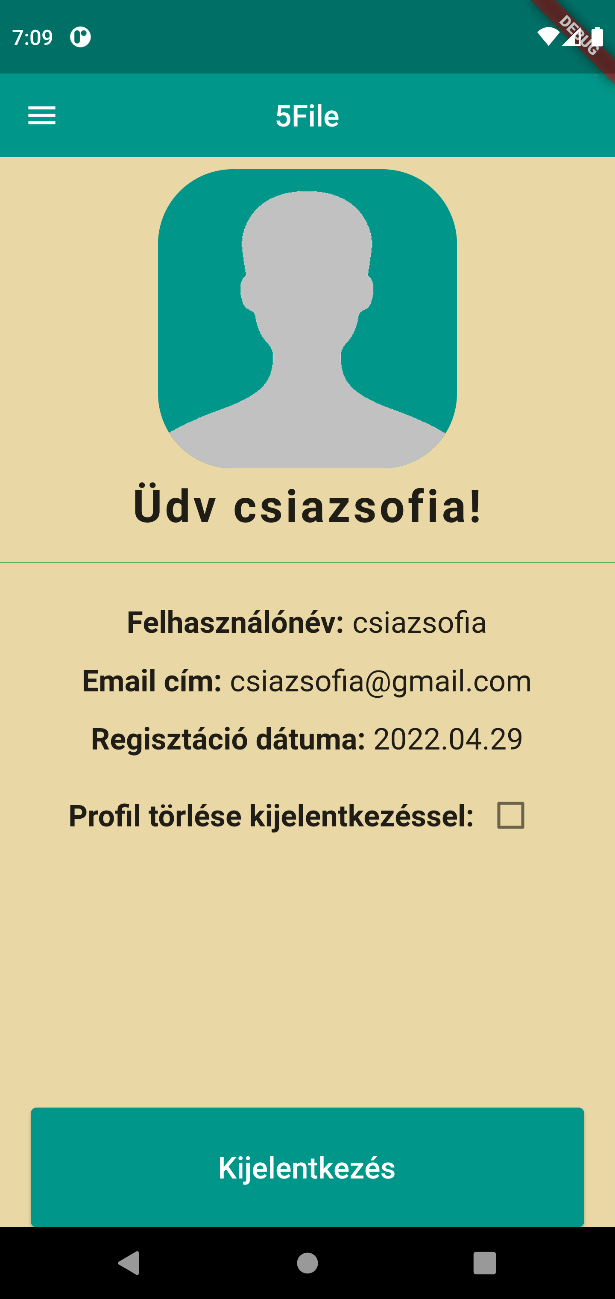 7:09
DEBUG
5File
Üdv csiazsofia!
Felhasználónév: csiazsofia
Email cím: csiazsofia@gmail.com
Regisztáció dátuma: 2022.04.29
Profil törlése kijelentkezéssel:
Kijelentkezés